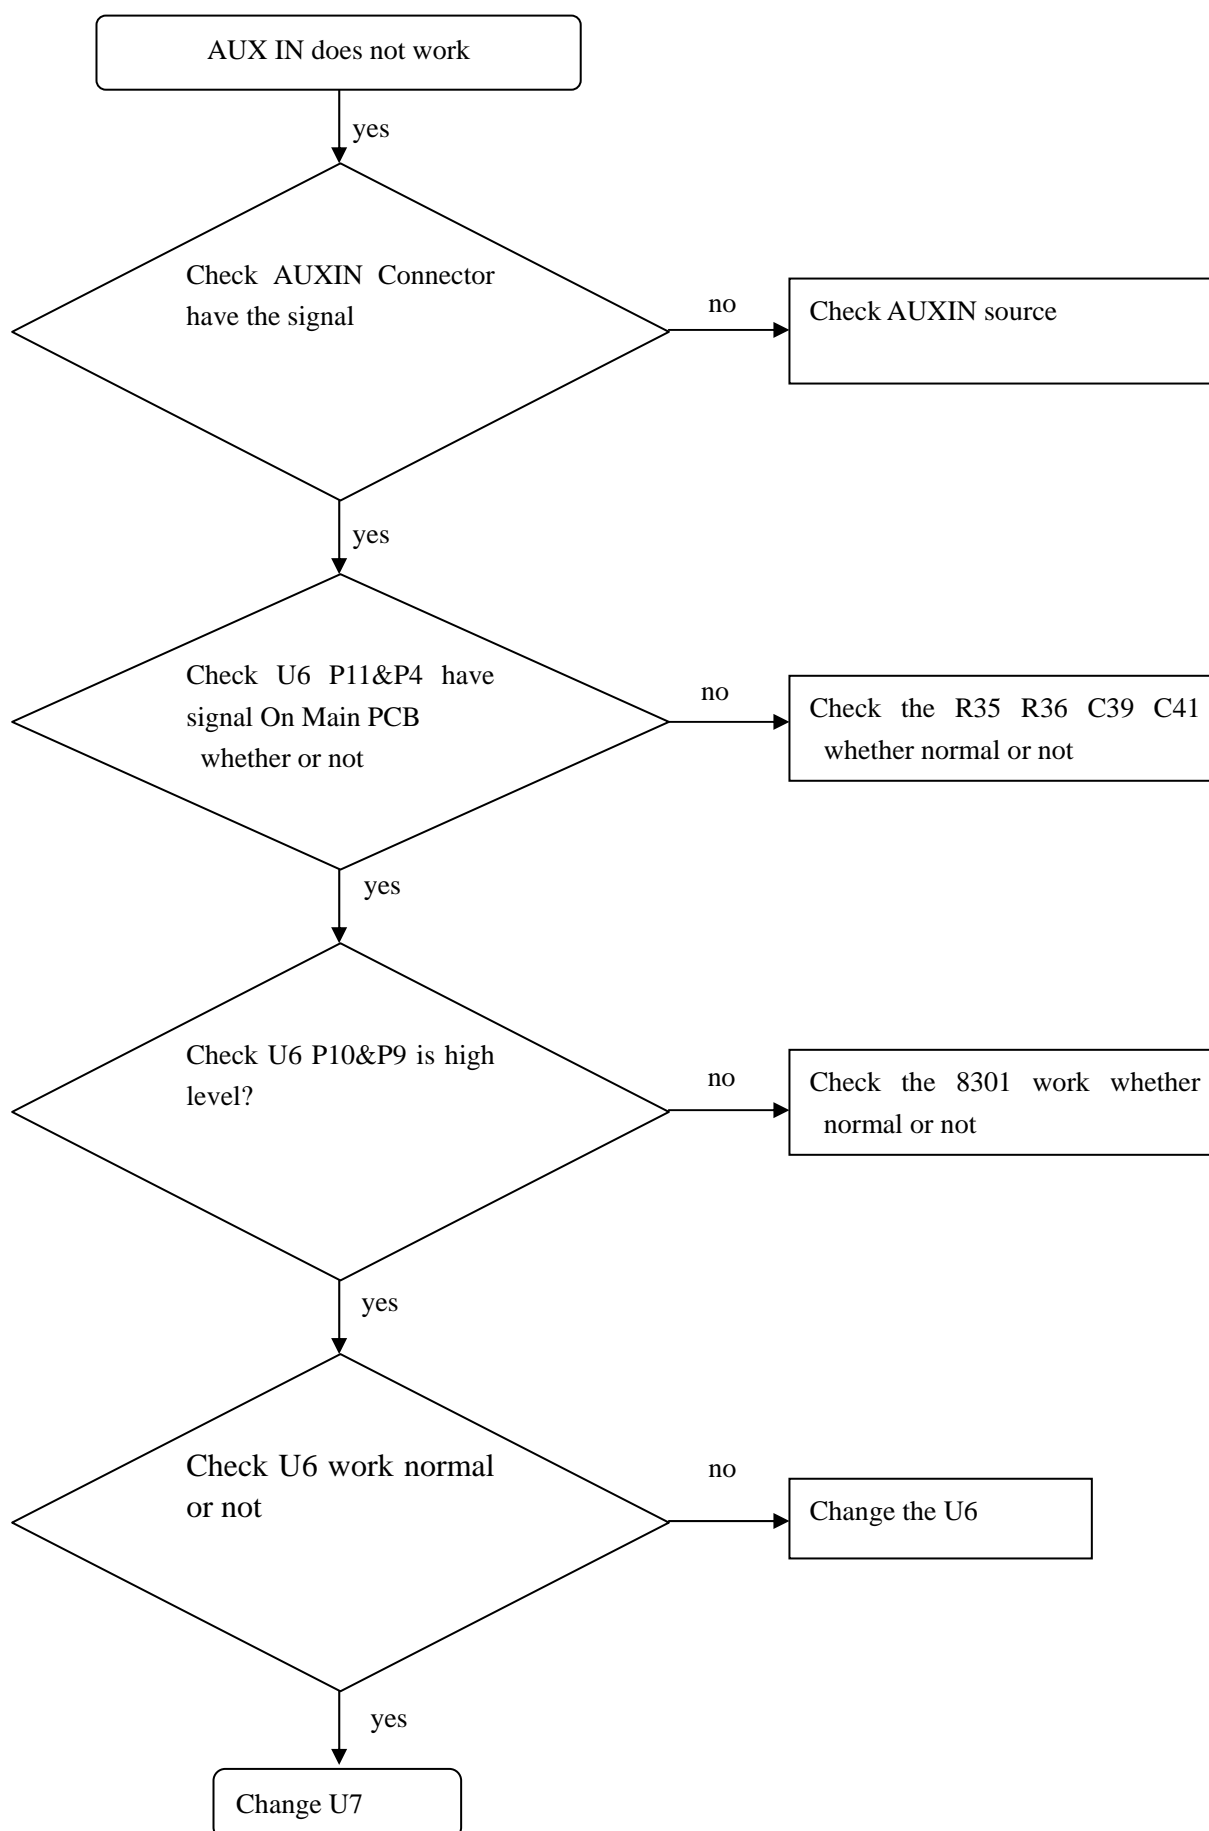 AUX IN does not work
yes
Check AUXIN Connector
have the signal
no
Check AUXIN source
yes
Check U6 P11&P4 have
signal On Main PCB
whether or not
no
Check the R35 R36 C39 C41
whether normal or not
yes
Check U6 P10&P9 is high
level?
no
Check the 8301 work whether
normal or not
yes
Check U6 work normal
or not
no
Change the U6
yes
Change U7